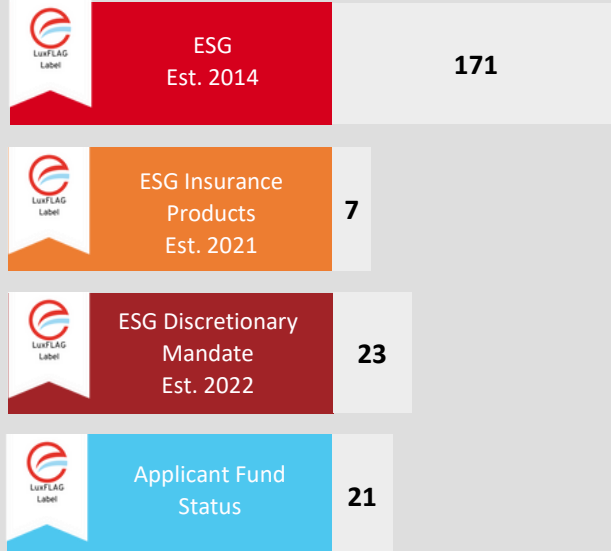 LuxFLAG
Label
ESG
Est. 2014
171
LuxFLAG
Label
ESG Insurance
Products
Est. 2021
7
LuxFLAG
Label
ESG Discretionary
Mandate
Est. 2022
23
LuxFLAG
Label
Applicant Fund
Status
21